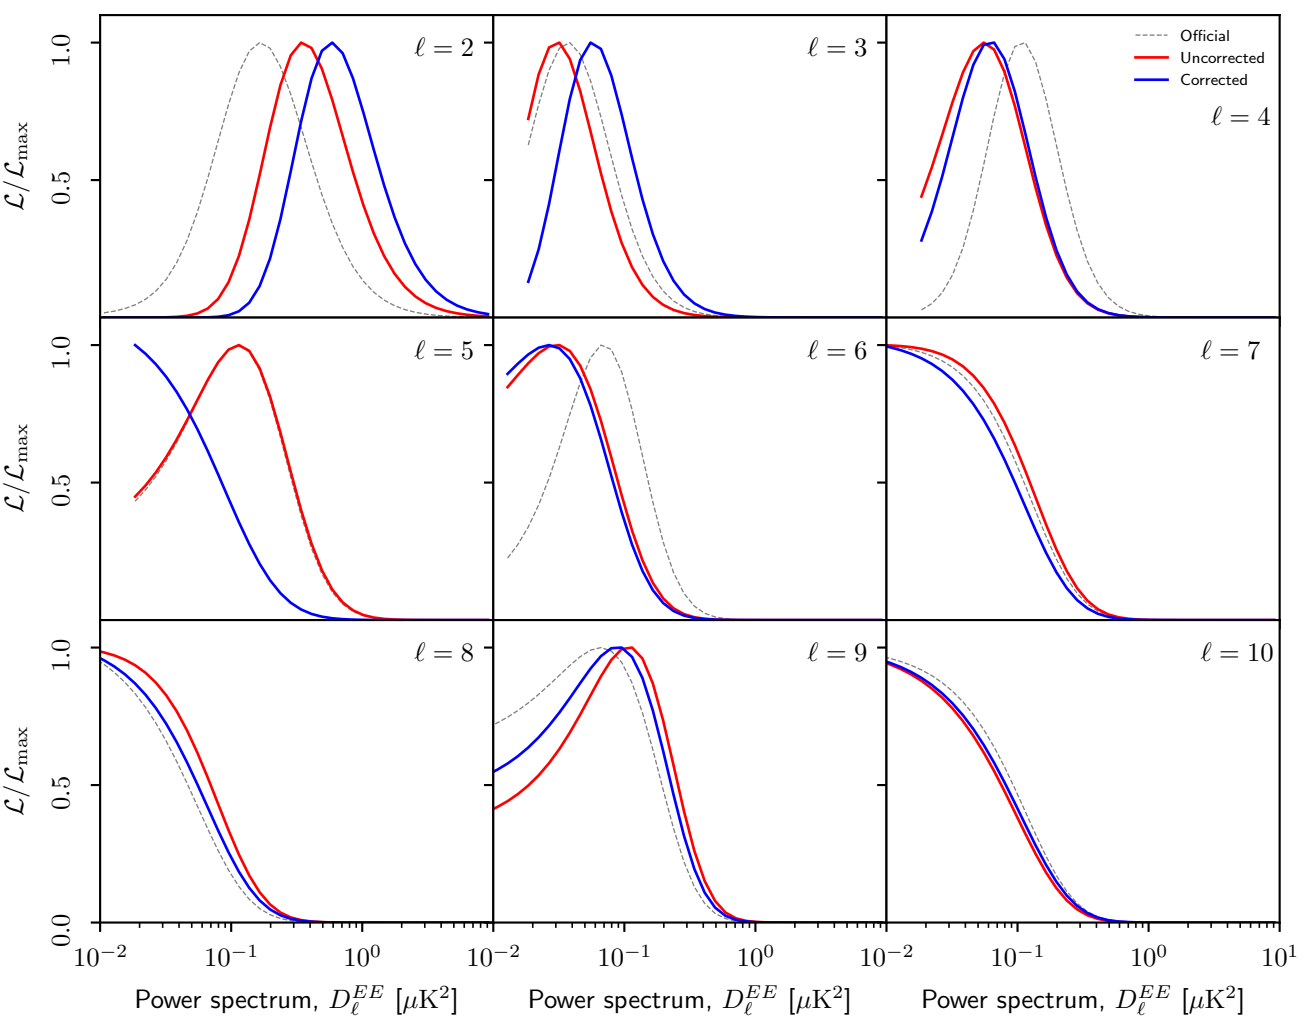 ℓ = 2
ℓ = 3
Official
Uncorrected
Corrected
ℓ = 4
1.0
0.5
ℒ/ℒmax
ℓ = 5
ℓ = 6
ℓ = 7
1.0
0.5
ℒ/ℒmax
ℓ = 8
ℓ = 9
ℓ = 10
1.0
0.5
0.0
ℒ/ℒmax
10⁻² 10⁻¹ 10⁰ 10⁻² 10⁻¹ 10⁰ 10⁻² 10⁻¹ 10⁰ 10¹
Power spectrum, D_ℓ^{EE} [μK²] Power spectrum, D_ℓ^{EE} [μK²] Power spectrum, D_ℓ^{EE} [μK²]